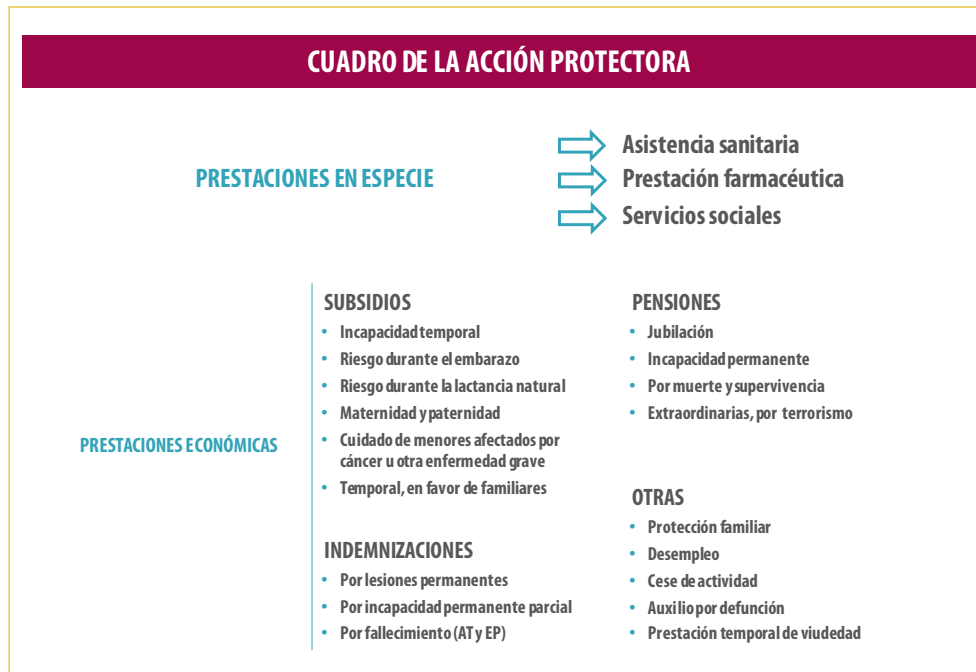 CUADRO DE LA ACCIÓN PROTECTORA
PRESTACIONES EN ESPECIE
Asistencia sanitaria
Prestación farmacéutica
Servicios sociales
PRESTACIONES ECONÓMICAS
SUBSIDIOS
• Incapacidad temporal
• Riesgo durante el embarazo
• Riesgo durante la lactancia natural
• Maternidad y paternidad
• Cuidado de menores afectados por
cáncer u otra enfermedad grave
• Temporal, en favor de familiares
INDEMNIZACIONES
• Por lesiones permanentes
• Por incapacidad permanente parcial
• Por fallecimiento (AT y EP)
PENSIONES
• Jubilación
• Incapacidad permanente
• Por muerte y supervivencia
• Extraordinarias, por terrorismo
OTRAS
• Protección familiar
• Desempleo
• Cese de actividad
• Auxilio por defunción
• Prestación temporal de viudedad